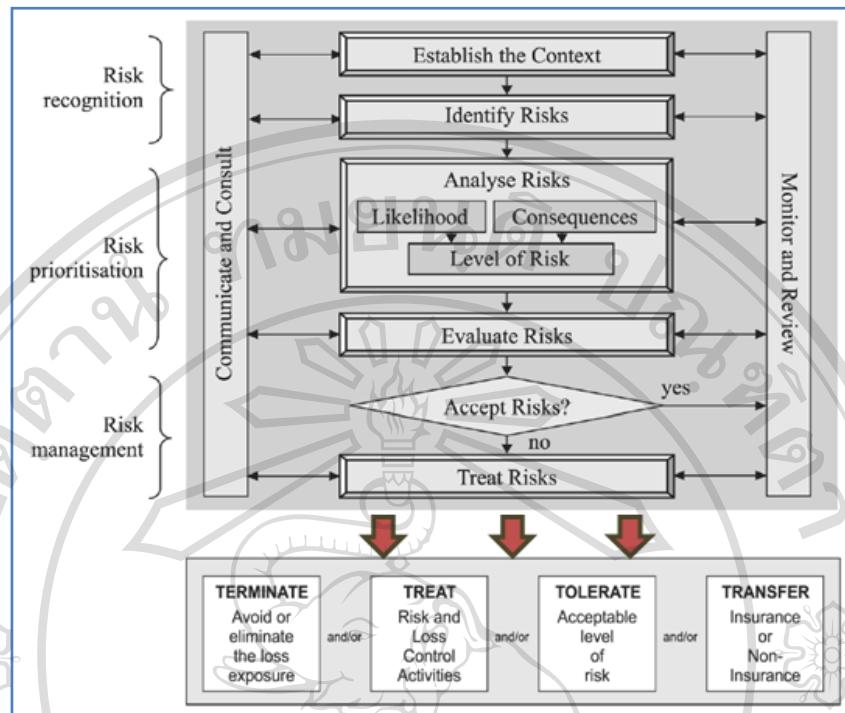 Risk
recognition
Risk
prioritisation
Risk
management
Communicate and Consult
Establish the Context
Identify Risks
Analyse Risks
Likelihood
Consequences
Level of Risk
Evaluate Risks
Accept Risks?
yes
no
Treat Risks
Monitor and Review
TERMINATE
Avoid or
eliminate
the loss
exposure
and/or
TREAT
Risk and
Loss
Control
Activities
and/or
TOLERATE
Acceptable
level
of
risk
and/or
TRANSFER
Insurance
or
Non-
Insurance